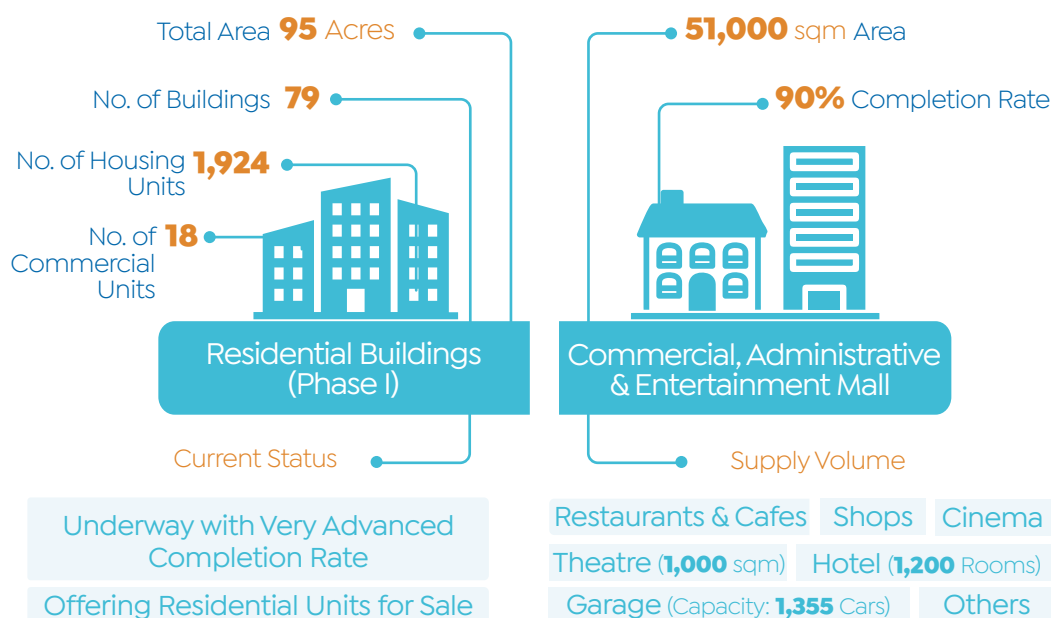 Total Area 95 Acres
No. of Buildings 79
No. of Housing 1,924
Units
No. of 18
Commercial
Units
Residential Buildings
(Phase I)
Current Status
Underway with Very Advanced
Completion Rate
Offering Residential Units for Sale
51,000 sqm Area
90% Completion Rate
Commercial, Administrative
& Entertainment Mall
Supply Volume
Restaurants & Cafes Shops Cinema
Theatre (1,000 sqm) Hotel (1,200 Rooms)
Garage (Capacity: 1,355 Cars) Others